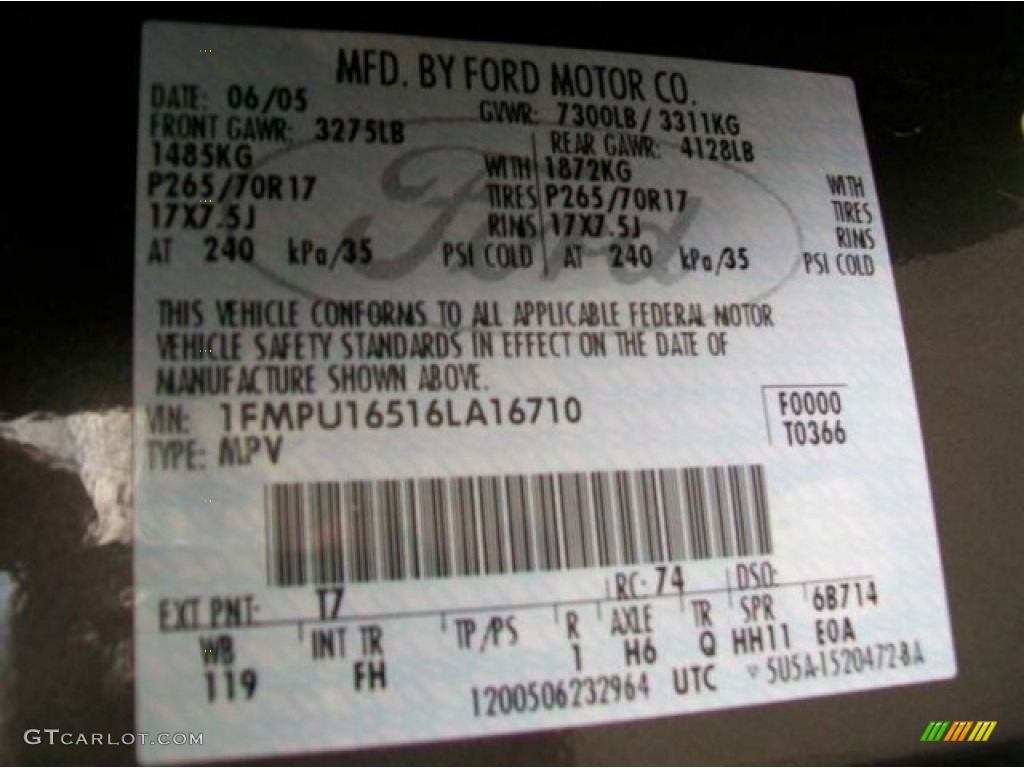 MFD. BY FORD MOTOR CO.
DATE: 06/05 GVWR: 7300LB / 3311KG
FRONT GAWR: 3275LB REAR GAWR: 4128LB
1485KG WITH 1872KG WITH
P265/70R17 TIRES P265/70R17 TIRES
17X7.5J RINS 17X7.5J RINS
AT 240 kPa/35 PSI COLD AT 240 kPa/35 PSI COLD
Ford
THIS VEHICLE CONFORMS TO ALL APPLICABLE FEDERAL MOTOR
VEHICLE SAFETY STANDARDS IN EFFECT ON THE DATE OF
MANUFACTURE SHOWN ABOVE.
VIN: 1FMPU16516LA16710 F0000
TYPE: MPV T0366
EXT PNT: T7 RC: 74 DSO:
WB INT TR TP/PS R AXLE TR SPR 6B714
119 FH 1 H6 Q HH11 E0A
1200506232964 UTC ▽ 5U5A-1520472-BA
GTCARLOT.COM